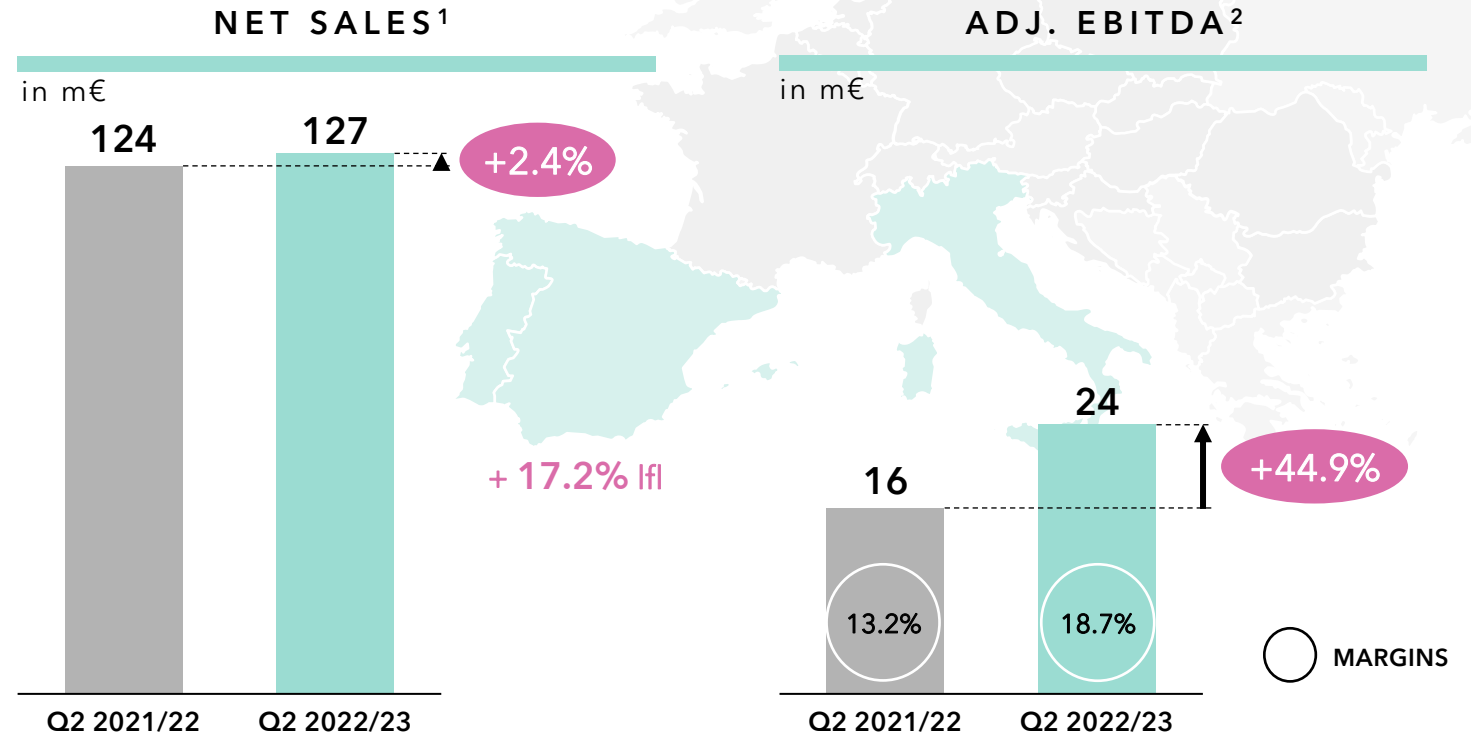 NET SALES¹
in m€
124
127
+2.4%
+ 17.2% lfl
Q2 2021/22
Q2 2022/23
ADJ. EBITDA²
in m€
16
24
+44.9%
13.2%
18.7%
MARGINS
Q2 2021/22
Q2 2022/23